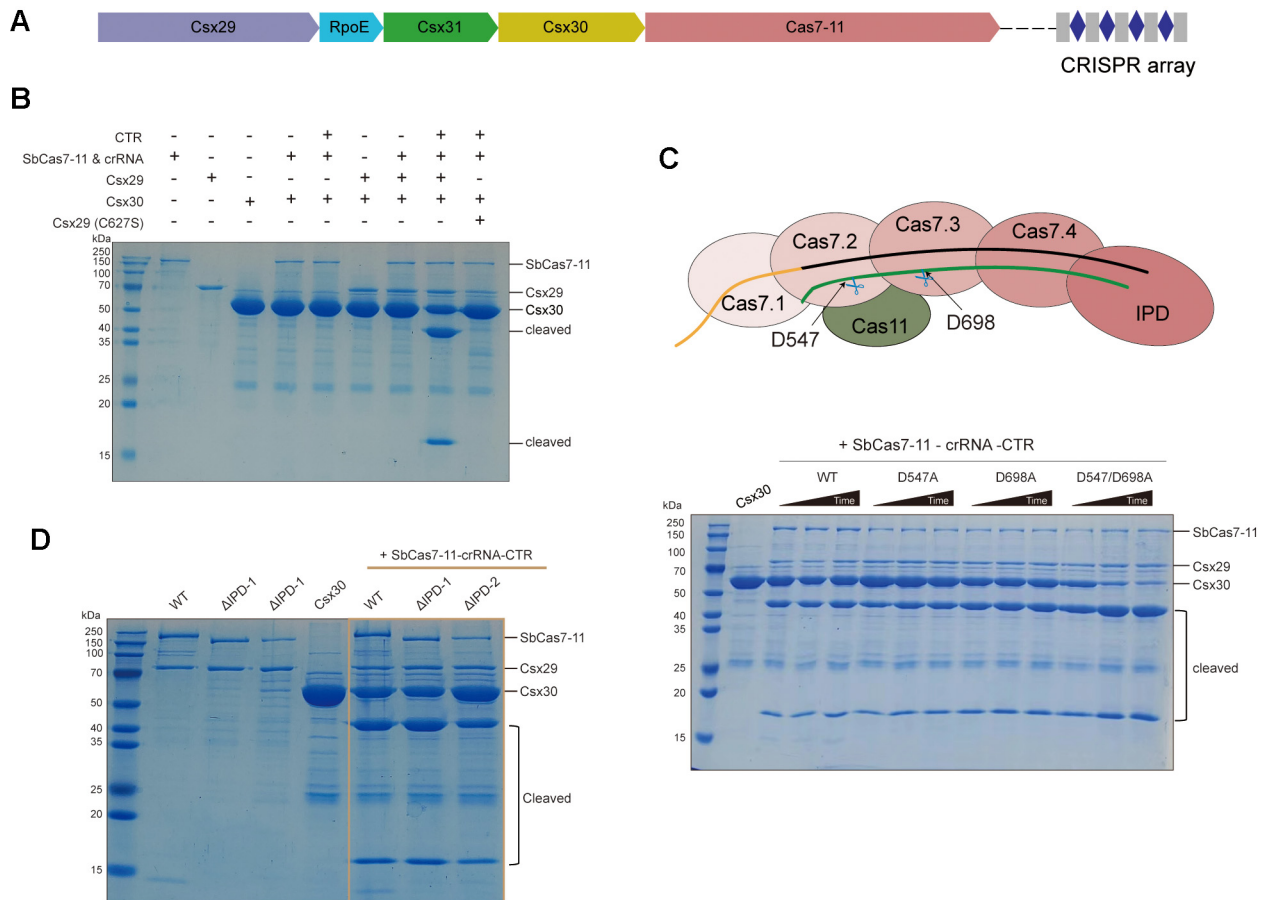 A
Csx29 RpoE Csx31 Csx30 Cas7-11
CRISPR array
B
CTR - - - - + - - + +
SbCas7-11 & crRNA + - - + + - + + +
Csx29 - + - - - + + + -
Csx30 - - + + + + + + +
Csx29 (C627S) - - - - - - - - +
kDa
250
150
100
70
50
40
35
25
20
15
SbCas7-11
Csx29
Csx30
cleaved
cleaved
C
Cas7.1
Cas7.2
Cas7.3
Cas7.4
IPD
Cas11
D547
D698
+ SbCas7-11 - crRNA -CTR
Csx30 WT D547A D698A D547/D698A
Time Time Time Time
kDa
250
150
100
70
50
40
35
25
20
15
SbCas7-11
Csx29
Csx30
cleaved
D
+ SbCas7-11-crRNA-CTR
WT ΔIPD-1 ΔIPD-1 Csx30 WT ΔIPD-1 ΔIPD-2
kDa
250
150
100
70
50
40
35
25
20
15
SbCas7-11
Csx29
Csx30
Cleaved